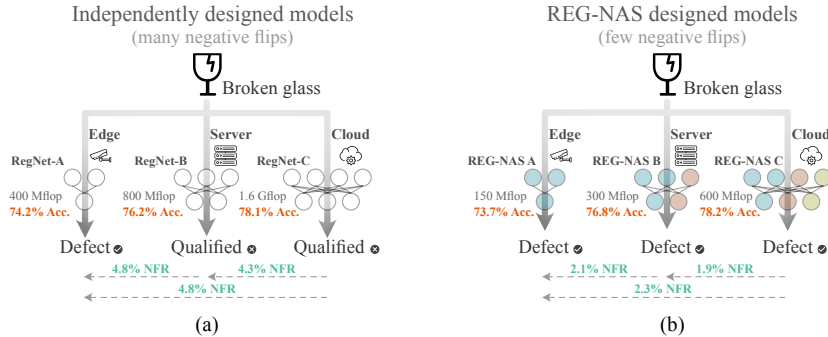 Independently designed models
(many negative flips)
Broken glass
Edge
Server
Cloud
RegNet-A
RegNet-B
RegNet-C
400 Mflop
74.2% Acc.
800 Mflop
76.2% Acc.
1.6 Gflop
78.1% Acc.
Defect
Qualified
Qualified
4.8% NFR
4.3% NFR
4.8% NFR
(a)
REG-NAS designed models
(few negative flips)
Broken glass
Edge
Server
Cloud
REG-NAS A
REG-NAS B
REG-NAS C
150 Mflop
73.7% Acc.
300 Mflop
76.8% Acc.
600 Mflop
78.2% Acc.
Defect
Defect
Defect
2.1% NFR
1.9% NFR
2.3% NFR
(b)